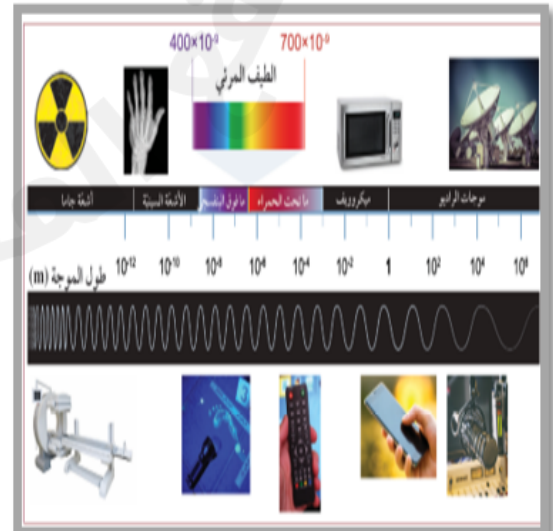 400×10⁻⁹ 700×10⁻⁹
الطيف المرئي
أشعة جاما الأشعة السينية ما فوق البنفسجي ما تحت الحمراء ميكروويف موجات الراديو
طول الموجة (m) 10⁻¹² 10⁻¹⁰ 10⁻⁸ 10⁻⁶ 10⁻⁴ 10⁻² 1 10² 10⁴ 10⁶